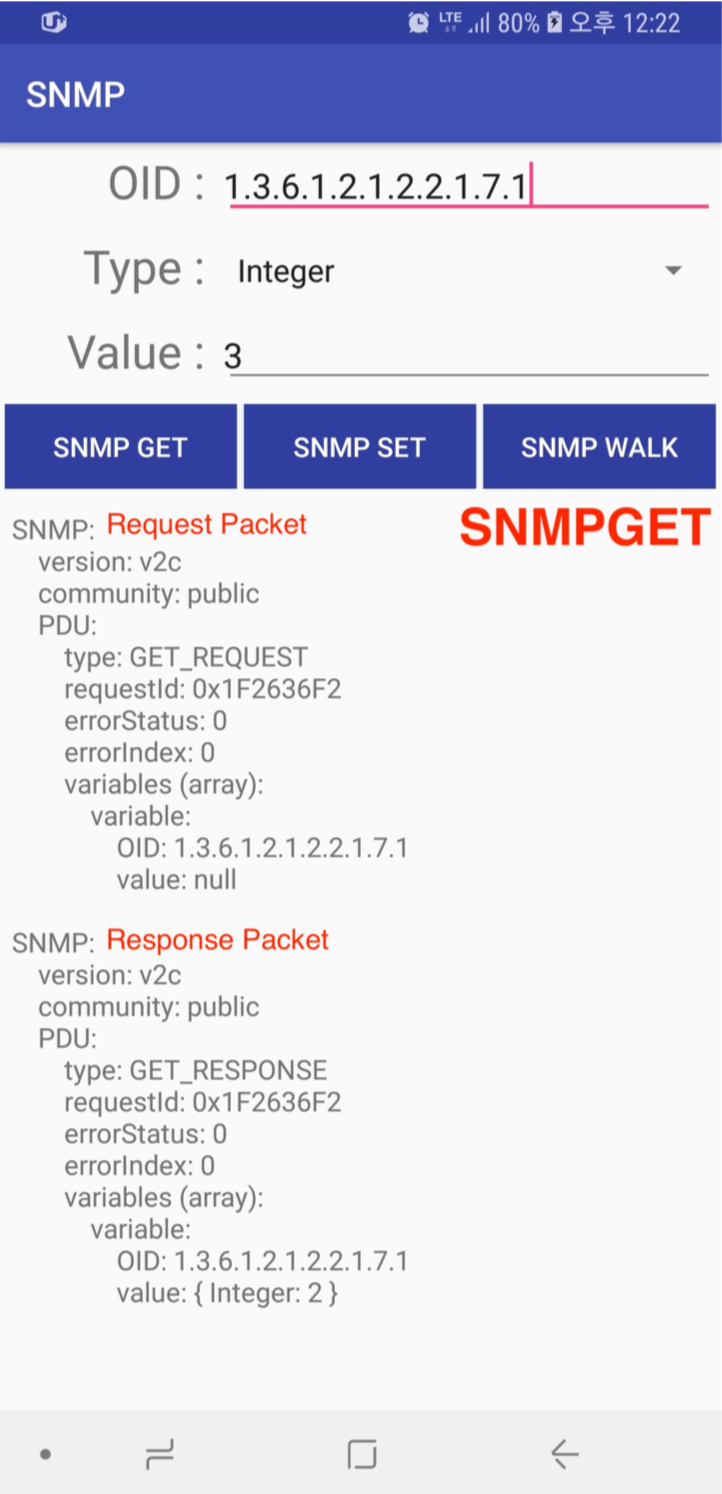 LTE 80% 오후 12:22
SNMP
OID : 1.3.6.1.2.1.2.2.1.7.1
Type : Integer
Value : 3
SNMP GET SNMP SET SNMP WALK
SNMP: Request Packet SNMPGET
version: v2c
community: public
PDU:
type: GET_REQUEST
requestId: 0x1F2636F2
errorStatus: 0
errorIndex: 0
variables (array):
variable:
OID: 1.3.6.1.2.1.2.2.1.7.1
value: null
SNMP: Response Packet
version: v2c
community: public
PDU:
type: GET_RESPONSE
requestId: 0x1F2636F2
errorStatus: 0
errorIndex: 0
variables (array):
variable:
OID: 1.3.6.1.2.1.2.2.1.7.1
value: { Integer: 2 }